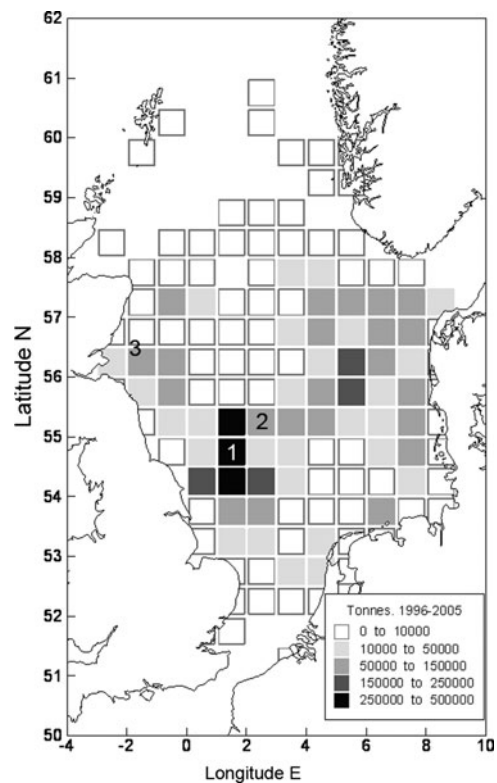 62
61
60
59
58
57
56
55
54
53
52
51
50
Latitude N
3
2
1
Tonnes. 1996-2005
0 to 10000
10000 to 50000
50000 to 150000
150000 to 250000
250000 to 500000
-4 -2 0 2 4 6 8 10
Longitude E